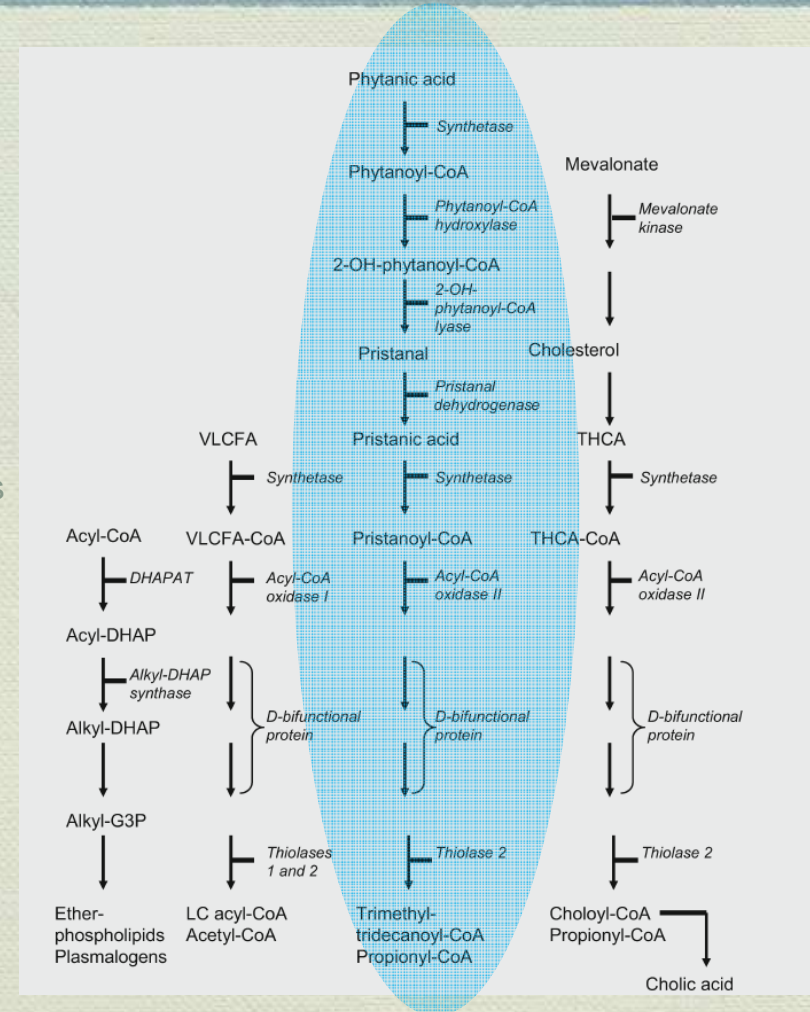 Phytanic acid
Synthetase
Phytanoyl-CoA
Phytanoyl-CoA
hydroxylase
2-OH-phytanoyl-CoA
2-OH-
phytanoyl-CoA
lyase
Pristanal
Pristanal
dehydrogenase
Mevalonate
Mevalonate
kinase
Cholesterol
VLCFA
Pristanic acid
THCA
Synthetase
Synthetase
Synthetase
s
Acyl-CoA
VLCFA-CoA
Pristanoyl-CoA
THCA-CoA
DHAPAT
Acyl-CoA
oxidase I
Acyl-CoA
oxidase II
Acyl-CoA
oxidase II
Acyl-DHAP
Alkyl-DHAP
synthase
Alkyl-DHAP
D-bifunctional
protein
D-bifunctional
protein
D-bifunctional
protein
Alkyl-G3P
Thiolases
1 and 2
Thiolase 2
Thiolase 2
Ether-
phospholipids
Plasmalogens
LC acyl-CoA
Acetyl-CoA
Trimethyl-
tridecanoyl-CoA
Propionyl-CoA
Choloyl-CoA
Propionyl-CoA
Cholic acid